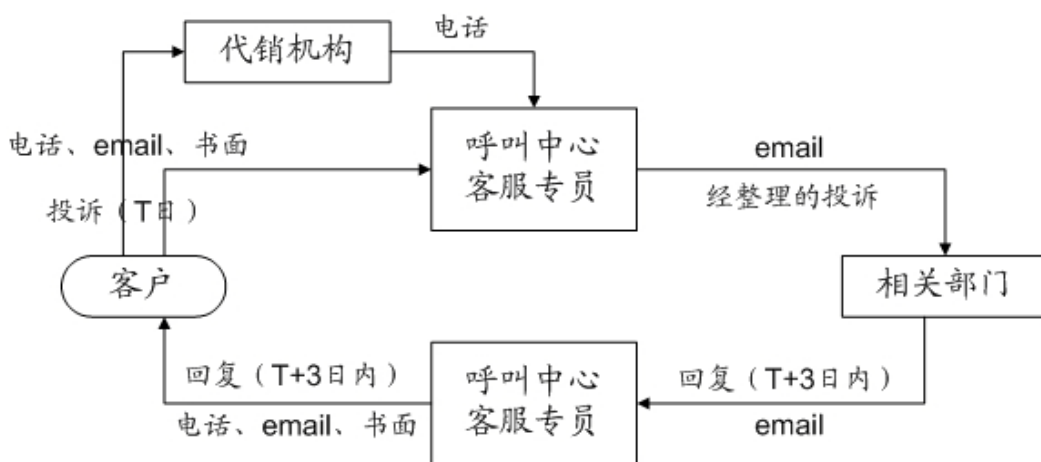 代销机构
电话
电话、email、书面
投诉（T日）
呼叫中心
客服专员
email
经整理的投诉
客户
相关部门
回复（T+3日内）
电话、email、书面
呼叫中心
客服专员
回复（T+3日内）
email